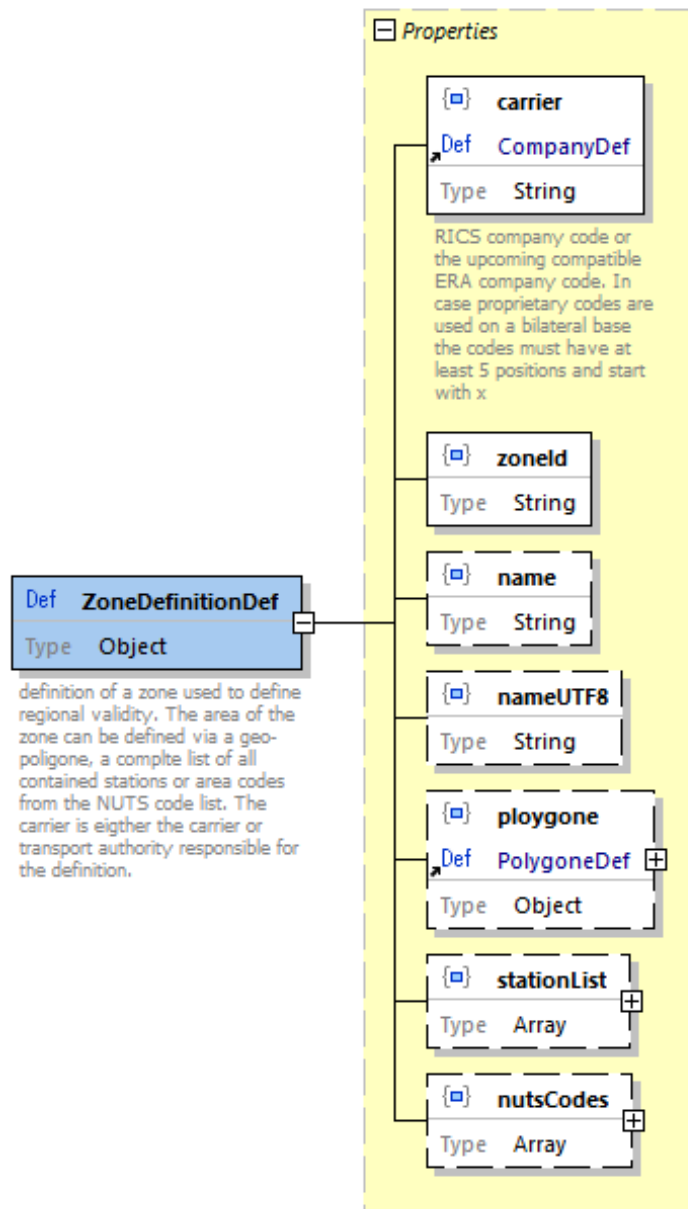 Properties
carrier
Def CompanyDef
Type String
RICS company code or
the upcoming compatible
ERA company code. In
case proprietary codes are
used on a bilateral base
the codes must have at
least 5 positions and start
with x
zoneId
Type String
Def ZoneDefinitionDef
Type Object
definition of a zone used to define
regional validity. The area of the
zone can be defined via a geo-
poligone, a complte list of all
contained stations or area codes
from the NUTS code list. The
carrier is eigther the carrier or
transport authority responsible for
the definition.
name
Type String
nameUTF8
Type String
ploygone
Def PolygoneDef
Type Object
stationList
Type Array
nutsCodes
Type Array